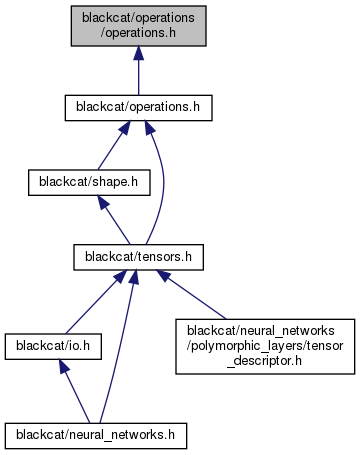 blackcat/operations
/operations.h
blackcat/operations.h
blackcat/shape.h
blackcat/tensors.h
blackcat/io.h
blackcat/neural_networks
/polymorphic_layers/tensor
_descriptor.h
blackcat/neural_networks.h